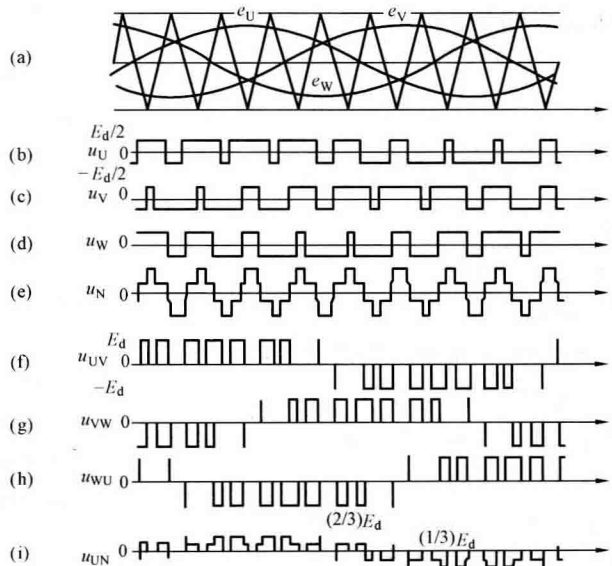 (a)
e_U
e_V
e_W
E_d/2
(b) u_U 0
−E_d/2
(c) u_V 0
(d) u_W 0
(e) u_N 0
E_d
(f) u_UV 0
−E_d
(g) u_VW 0
(h) u_WU 0
(2/3)E_d
(1/3)E_d
(i) u_UN 0